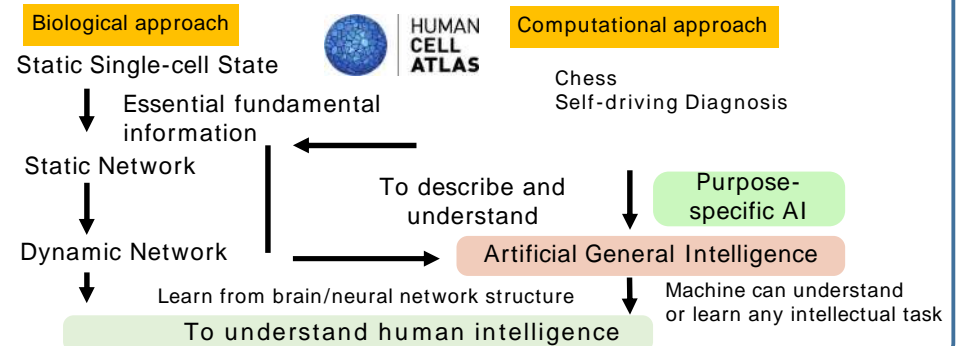 Biological approach
HUMAN
CELL
ATLAS
Computational approach
Static Single-cell State
Chess
Self-driving Diagnosis
Essential fundamental
information
Static Network
To describe and
understand
Purpose-
specific AI
Dynamic Network
Artificial General Intelligence
Learn from brain/neural network structure
Machine can understand
or learn any intellectual task
To understand human intelligence